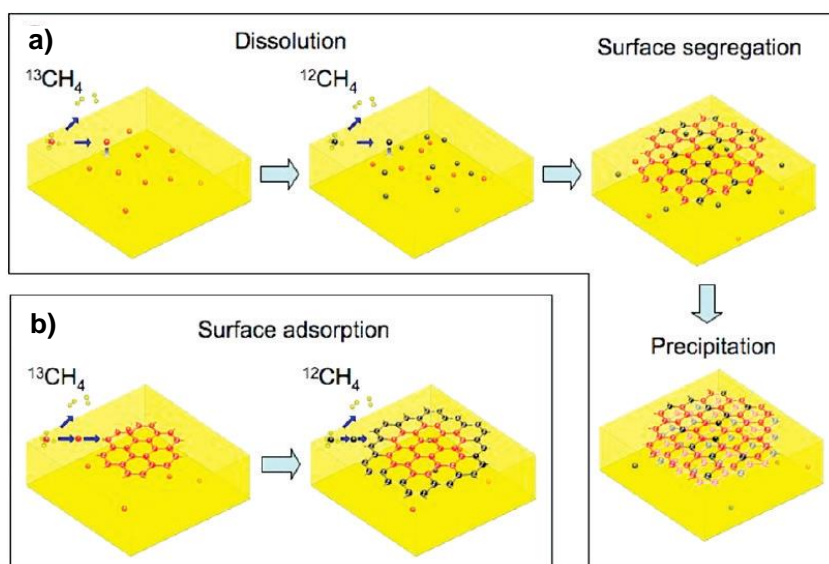 a)
Dissolution
Surface segregation
¹³CH₄
¹²CH₄
Precipitation
b)
Surface adsorption
¹³CH₄
¹²CH₄